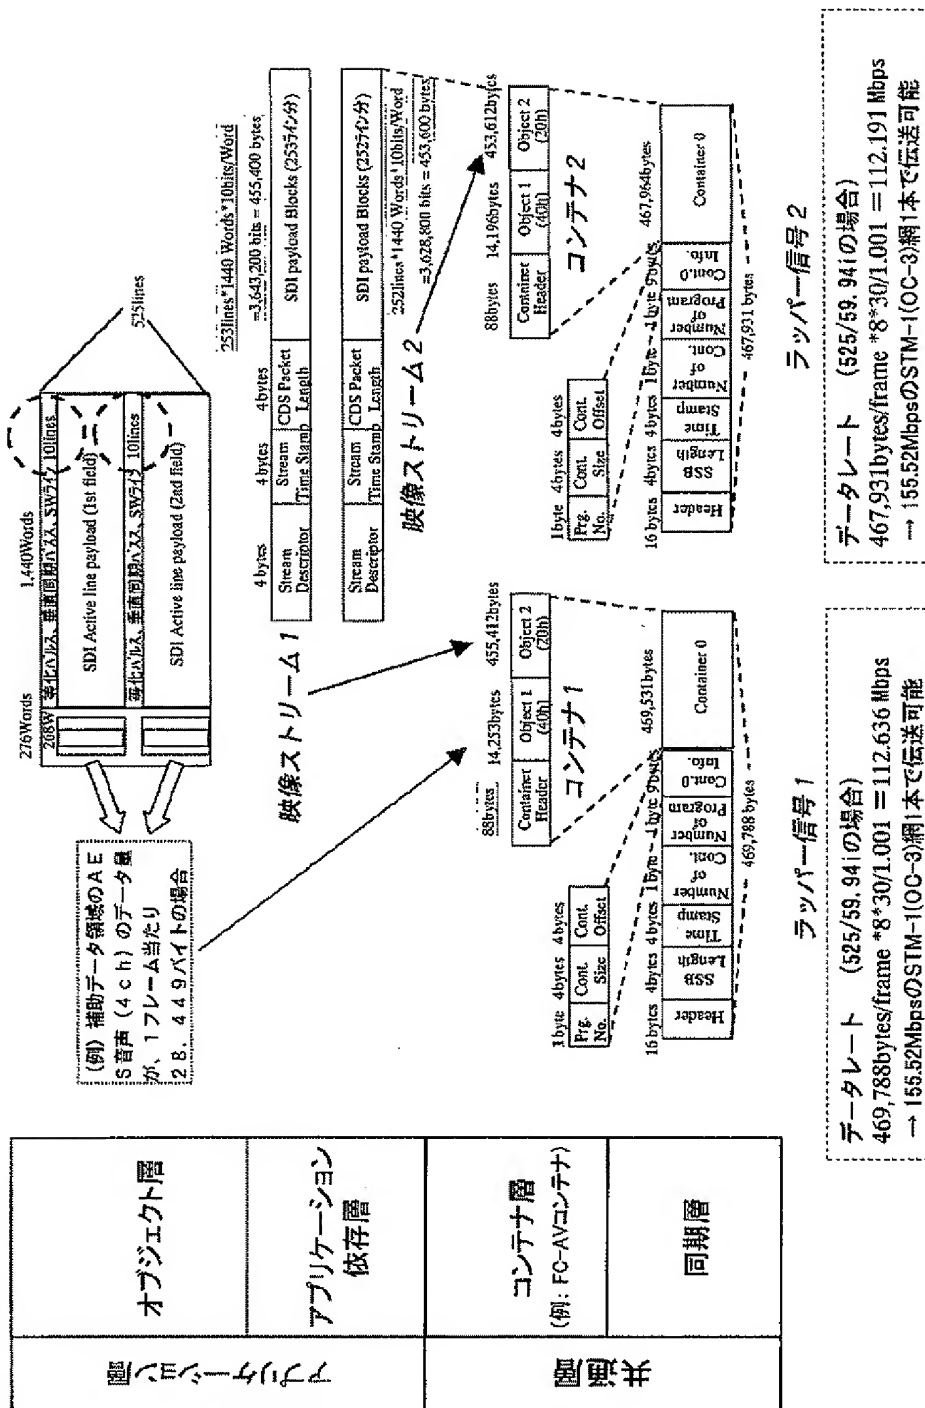 アプリケーション層
オブジェクト層
アプリケーション
依存層
共通層
コンテナ層
(例: FC-AVコンテナ)
同期層
(例) 補助データ領域のAE
S音声(4ch)のデータ量
が、1フレーム当たり
28,449バイトの場合
276Words
1,440Words
268W
等化パルス、垂直同期パルス、SWライン 10lines
SDI Active line payload (1st field)
等化パルス、垂直同期パルス、SWライン 10lines
SDI Active line payload (2nd field)
525lines
映像ストリーム1
253lines*1440 Words*10bits/Word
=3,643,200 bits = 455,400 bytes
4 bytes
4 bytes
4bytes
Stream
Descriptor
Stream
Time Stamp
CDS Packet
Length
SDI payload Blocks (253ライン分)
Stream
Descriptor
Stream
Time Stamp
CDS Packet
Length
SDI payload Blocks (252ライン分)
映像ストリーム2
252lines*1440 Words*10bits/Word
=3,628,800 bits = 453,600 bytes
88bytes
14,253bytes
455,412bytes
Container
Header
Object 1
(40h)
Object 2
(20h)
コンテナ1
1byte
4bytes
4bytes
Prg.
No.
Cont.
Size
Cont.
Offset
16 bytes
4bytes
4 bytes
1byte
1 byte
9bytes
469,531bytes
Header
SSB
Length
Time
Stamp
Number
of
Cont.
Number
of
Program
Cont.0
Info.
Container 0
469,788 bytes
ラッパー信号1
データレート (525/59.94iの場合)
469,788bytes/frame *8*30/1.001 =112.636 Mbps
→ 155.52MbpsのSTM-1(OC-3)網1本で伝送可能
88bytes
14,196bytes
453,612bytes
Container
Header
Object 1
(40h)
Object 2
(20h)
コンテナ2
1byte
4bytes
4bytes
Prg.
No.
Cont.
Size
Cont.
Offset
16 bytes
4bytes
4 bytes
1byte
1 byte
9bytes
467,964bytes
Header
SSB
Length
Time
Stamp
Number
of
Cont.
Number
of
Program
Cont.0
Info.
Container 0
467,931 bytes
ラッパー信号2
データレート (525/59.94iの場合)
467,931bytes/frame *8*30/1.001 =112.191 Mbps
→ 155.52MbpsのSTM-1(OC-3)網1本で伝送可能